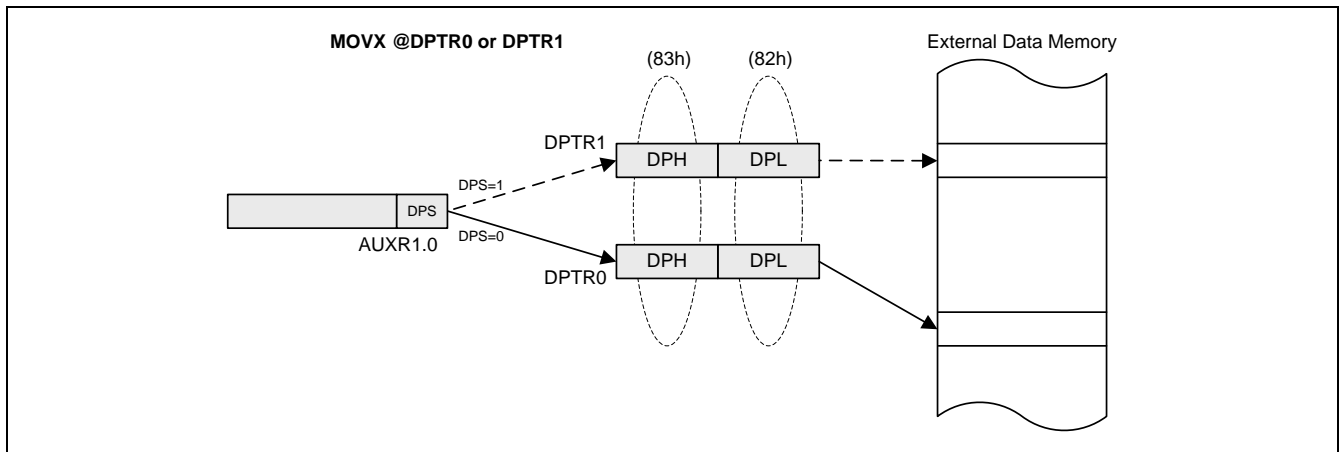 MOVX @DPTR0 or DPTR1
External Data Memory
(83h) (82h)
DPTR1
DPH DPL
DPS=1
DPS
AUXR1.0
DPS=0
DPH DPL
DPTR0